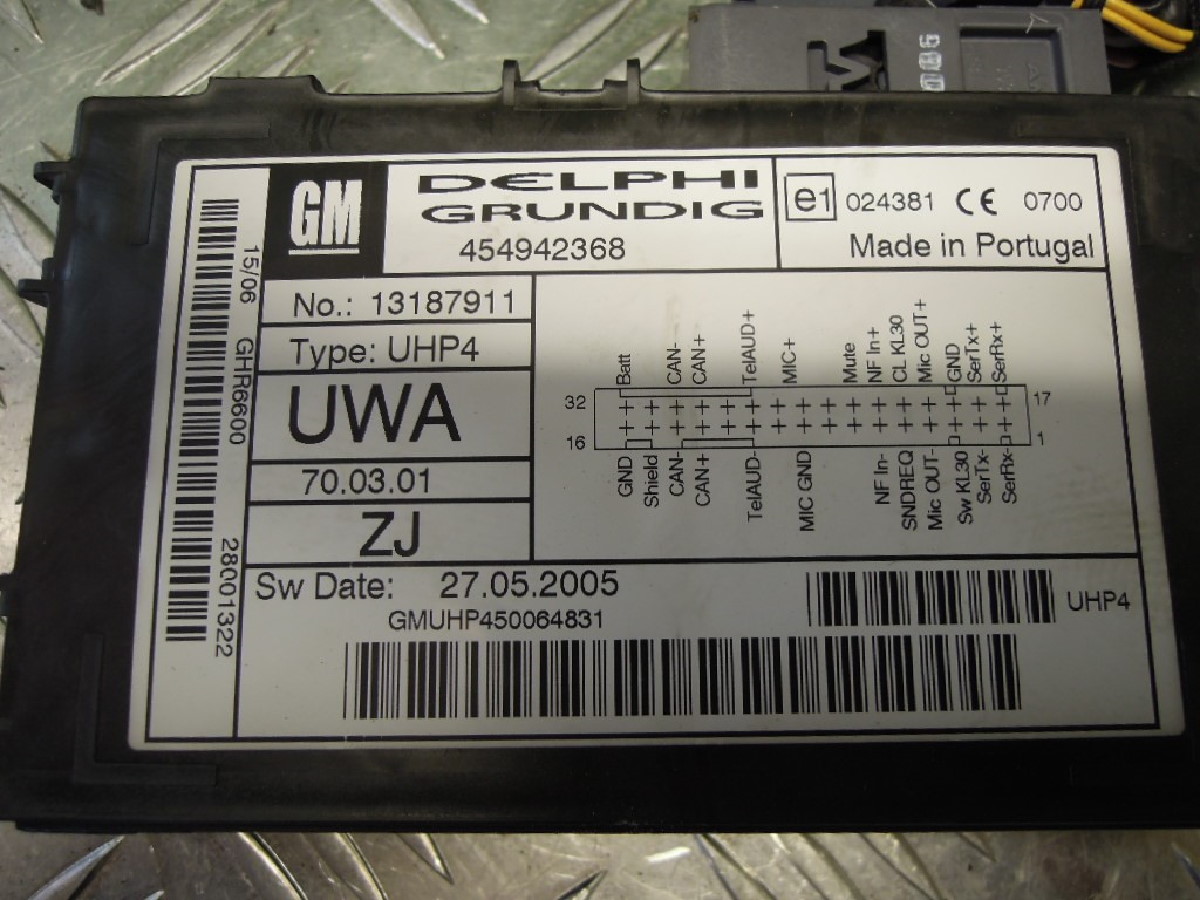 GM
DELPHI
GRUNDIG
454942368
e1 024381 CE 0700
Made in Portugal
15/06 GHR6600 28001322
No.: 13187911
Type: UHP4
UWA
70.03.01
ZJ
Batt CAN- CAN+ TelAUD+ MIC+ Mute NF In+ CL KL30 Mic OUT+ GND SerTx+ SerRx+
32 17
16 1
GND Shield CAN- CAN+ TelAUD- MIC GND NF In- SNDREQ Mic OUT- Sw KL30 SerTx- SerRx-
Sw Date: 27.05.2005
GMUHP450064831
UHP4